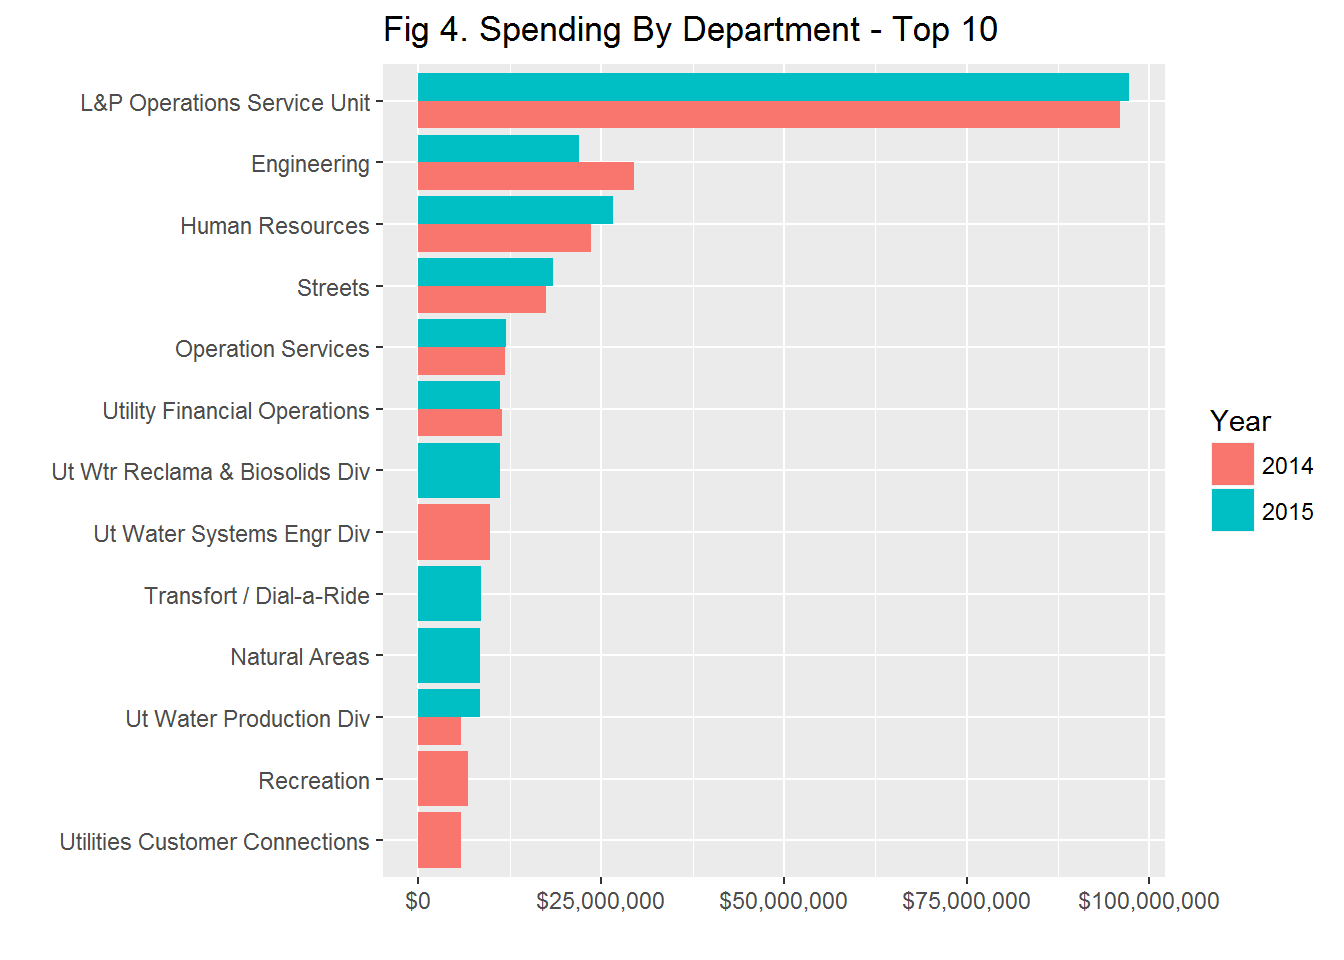 Fig 4. Spending By Department - Top 10
L&P Operations Service Unit
Engineering
Human Resources
Streets
Operation Services
Utility Financial Operations
Ut Wtr Reclama & Biosolids Div
Ut Water Systems Engr Div
Transfort / Dial-a-Ride
Natural Areas
Ut Water Production Div
Recreation
Utilities Customer Connections
$0 $25,000,000 $50,000,000 $75,000,000 $100,000,000
Year
2014
2015